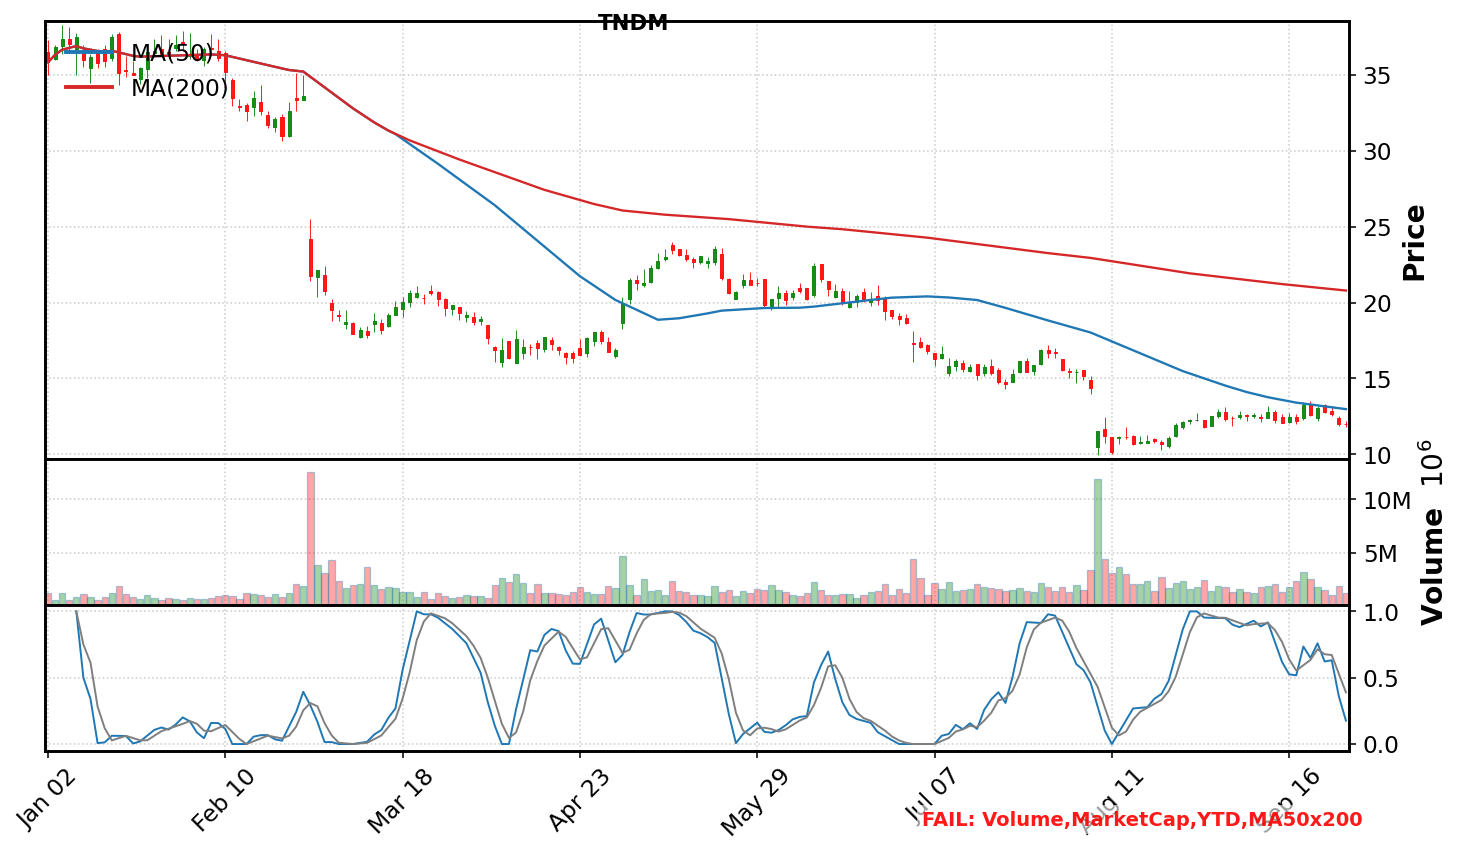 TNDM
MA(50)
MA(200)
35
30
25
20
15
10
Price
10M
5M
Volume 10^6
1.0
0.5
0.0
Jan 02
Feb 10
Mar 18
Apr 23
May 29
Jul 07
Aug 11
Sep 16
FAIL: Volume,MarketCap,YTD,MA50x200